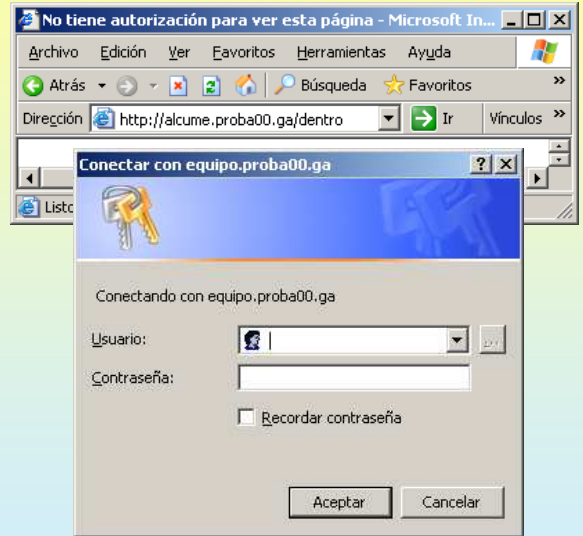 No tiene autorización para ver esta página - Microsoft In...
Archivo Edición Ver Favoritos Herramientas Ayuda
Atrás Búsqueda Favoritos »
Dirección http://alcume.proba00.ga/dentro Ir Vínculos »
Conectar con equipo.proba00.ga
Listo
Conectando con equipo.proba00.ga
Usuario:
Contraseña:
Recordar contraseña
Aceptar Cancelar